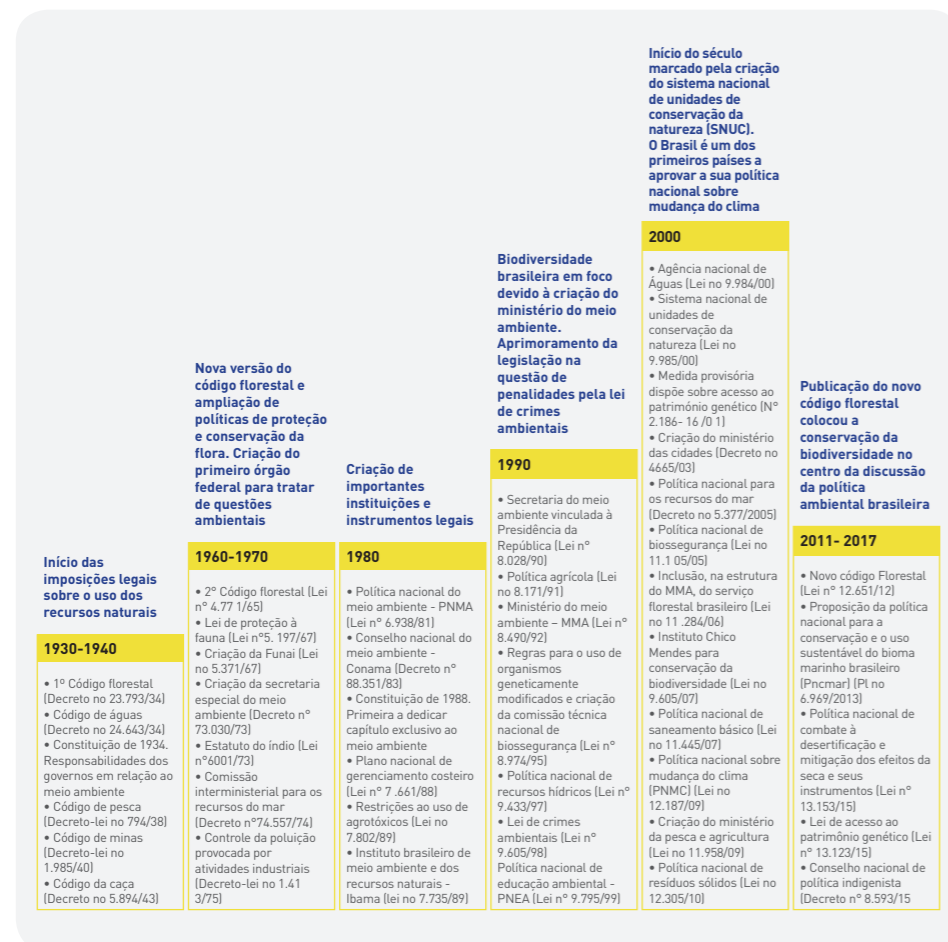 Início das
imposições legais
sobre o uso dos
recursos naturais
1930-1940
• 1º Código florestal
(Decreto no 23.793/34)
• Código de águas
(Decreto no 24.643/34)
• Constituição de 1934.
Responsabilidades dos
governos em relação ao
meio ambiente
• Código de pesca
(Decreto-lei no 794/38)
• Código de minas
(Decreto-lei no
1.985/40)
• Código da caça
(Decreto no 5.894/43)
Nova versão do
código florestal e
ampliação de
políticas de proteção
e conservação da
flora. Criação do
primeiro órgão
federal para tratar
de questões
ambientais
1960-1970
• 2º Código florestal (Lei
n° 4.77 1/65)
• Lei de proteção à
fauna (Lei n°5. 197/67)
• Criação da Funai (Lei
no 5.371/67)
• Criação da secretaria
especial do meio
ambiente (Decreto n°
73.030/73)
• Estatuto do índio (Lei
n°6001/73)
• Comissão
interministerial para os
recursos do mar
(Decreto n°74.557/74)
• Controle da poluição
provocada por
atividades industriais
(Decreto-lei no 1.41
3/75)
Criação de
importantes
instituições e
instrumentos legais
1980
• Política nacional do
meio ambiente - PNMA
(Lei n° 6.938/81)
• Conselho nacional do
meio ambiente -
Conama (Decreto n°
88.351/83)
• Constituição de 1988.
Primeira a dedicar
capítulo exclusivo ao
meio ambiente
• Plano nacional de
gerenciamento costeiro
(Lei n° 7 .661/88)
• Restrições ao uso de
agrotóxicos (Lei no
7.802/89)
• Instituto brasileiro de
meio ambiente e dos
recursos naturais -
Ibama (lei no 7.735/89)
Biodiversidade
brasileira em foco
devido à criação do
ministério do meio
ambiente.
Aprimoramento da
legislação na
questão de
penalidades pela lei
de crimes
ambientais
1990
• Secretaria do meio
ambiente vinculada à
Presidência da
República (Lei n°
8.028/90)
• Política agrícola (Lei
no 8.171/91)
• Ministério do meio
ambiente – MMA (Lei n°
8.490/92)
• Regras para o uso de
organismos
geneticamente
modificados e criação
da comissão técnica
nacional de
biossegurança (Lei n°
8.974/95)
• Política nacional de
recursos hídricos (Lei n°
9.433/97)
• Lei de crimes
ambientais (Lei n°
9.605/98)
Política nacional de
educação ambiental -
PNEA (Lei n° 9.795/99)
Início do século
marcado pela criação
do sistema nacional
de unidades de
conservação da
natureza (SNUC).
O Brasil é um dos
primeiros países a
aprovar a sua política
nacional sobre
mudança do clima
2000
• Agência nacional de
Águas (Lei no 9.984/00)
• Sistema nacional de
unidades de
conservação da
natureza (Lei no
9.985/00)
• Medida provisória
dispõe sobre acesso ao
património genético (N°
2.186- 16 /0 1)
• Criação do ministério
das cidades (Decreto no
4665/03)
• Política nacional para
os recursos do mar
(Decreto no 5.377/2005)
• Política nacional de
biossegurança (Lei no
11.1 05/05)
• Inclusão, na estrutura
do MMA, do serviço
florestal brasileiro (Lei
no 11 .284/06)
• Instituto Chico
Mendes para
conservação da
biodiversidade (Lei no
9.605/07)
• Política nacional de
saneamento básico (Lei
no 11.445/07)
• Política nacional sobre
mudança do clima
(PNMC) (Lei no
12.187/09)
• Criação do ministério
da pesca e agricultura
(Lei no 11.958/09)
• Política nacional de
resíduos sólidos (Lei no
12.305/10)
Publicação do novo
código florestal
colocou a
conservação da
biodiversidade no
centro da discussão
da política
ambiental brasileira
2011- 2017
• Novo código Florestal
(Lei n° 12.651/12)
• Proposição da política
nacional para a
conservação e o uso
sustentável do bioma
marinho brasileiro
(Pncmar) (Pl no
6.969/2013)
• Política nacional de
combate à
desertificação e
mitigação dos efeitos da
seca e seus
instrumentos (Lei n°
13.153/15)
• Lei de acesso ao
patrimônio genético (Lei
n° 13.123/15)
• Conselho nacional de
política indigenista
(Decreto n° 8.593/15